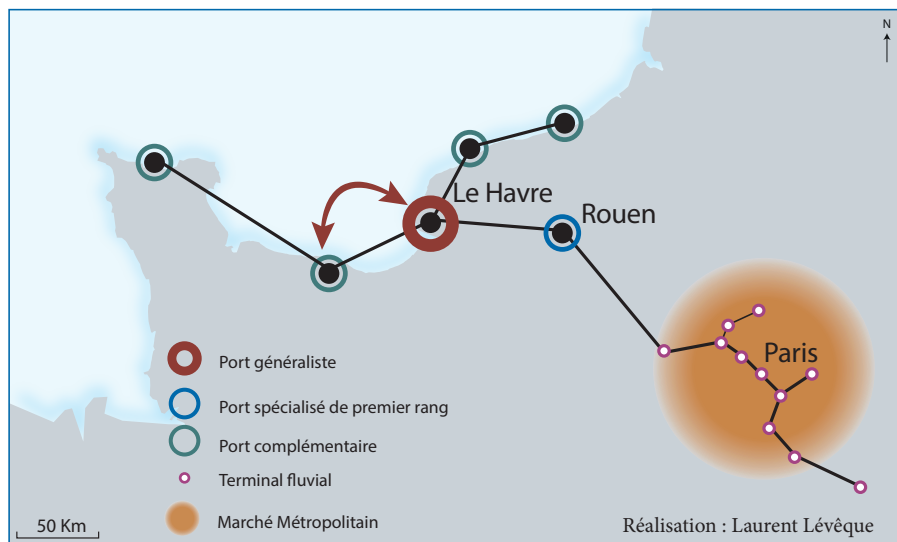 N
Le Havre
Rouen
Paris
Port généraliste
Port spécialisé de premier rang
Port complémentaire
Terminal fluvial
Marché Métropolitain
50 Km
Réalisation : Laurent Lévêque